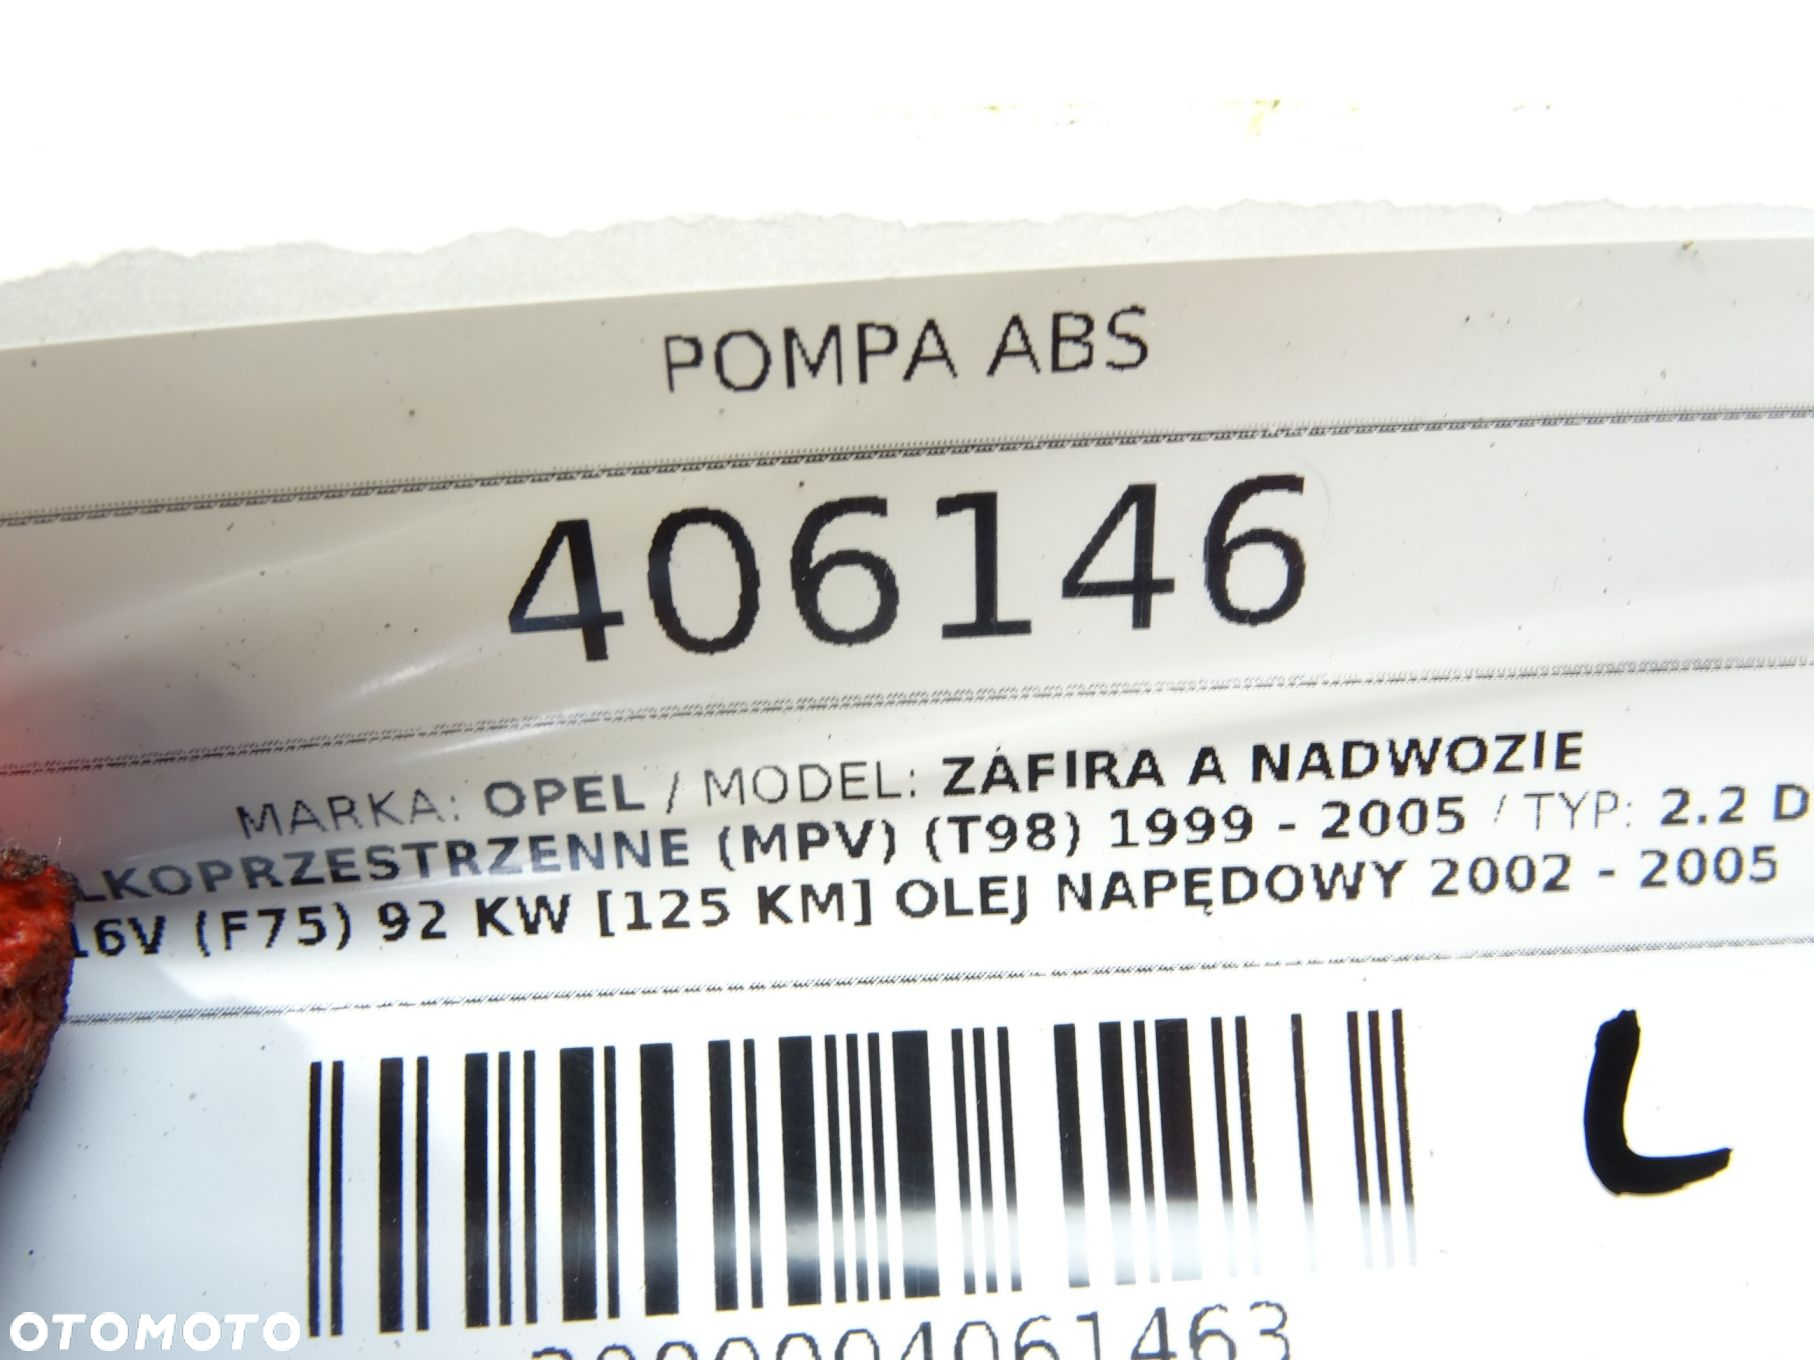 POMPA ABS
406146
MARKA: OPEL / MODEL: ZAFIRA A NADWOZIE
LKOPRZESTRZENNE (MPV) (T98) 1999 - 2005 / TYP: 2.2 D
16V (F75) 92 KW [125 KM] OLEJ NAPĘDOWY 2002 - 2005
L
OTOMOTO